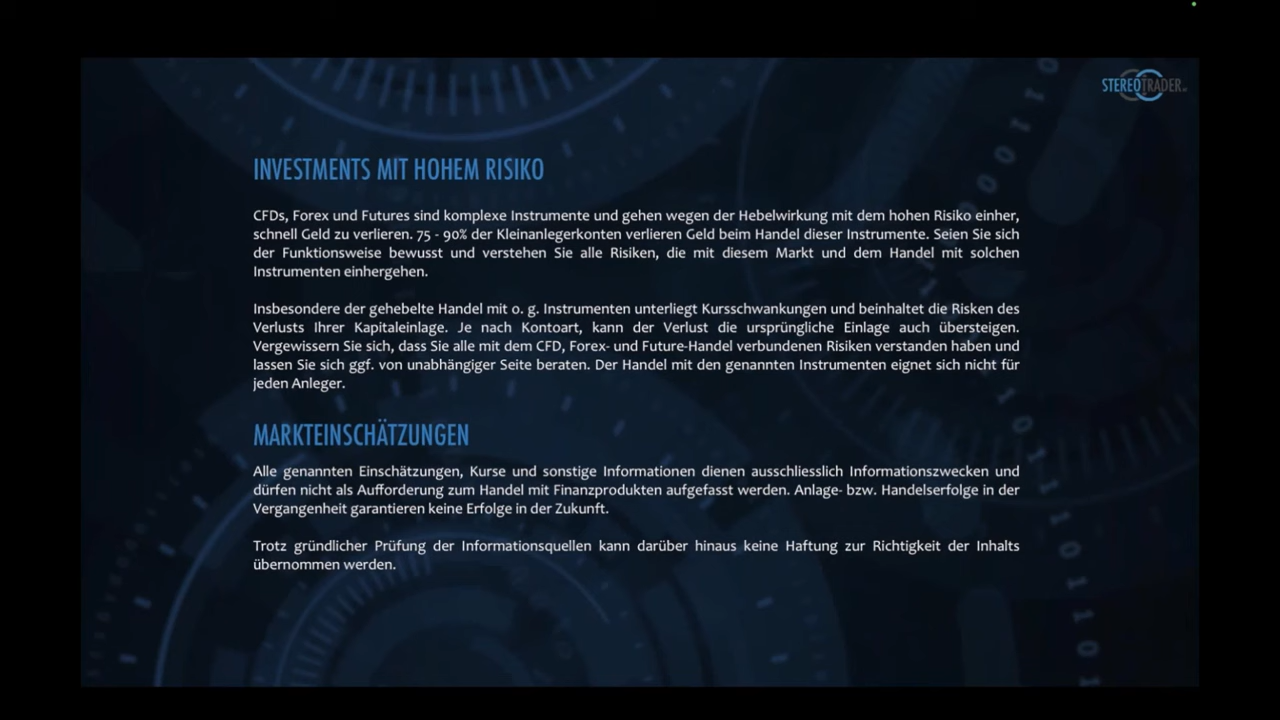 STEREOTRADER
INVESTMENTS MIT HOHEM RISIKO
CFDs, Forex und Futures sind komplexe Instrumente und gehen wegen der Hebelwirkung mit dem hohen Risiko einher,
schnell Geld zu verlieren. 75 - 90% der Kleinanlegerkonten verlieren Geld beim Handel dieser Instrumente. Seien Sie sich
der Funktionsweise bewusst und verstehen Sie alle Risiken, die mit diesem Markt und dem Handel mit solchen
Instrumenten einhergehen.
Insbesondere der gehebelte Handel mit o. g. Instrumenten unterliegt Kursschwankungen und beinhaltet die Risken des
Verlusts Ihrer Kapitaleinlage. Je nach Kontoart, kann der Verlust die ursprüngliche Einlage auch übersteigen.
Vergewissern Sie sich, dass Sie alle mit dem CFD, Forex- und Future-Handel verbundenen Risiken verstanden haben und
lassen Sie sich ggf. von unabhängiger Seite beraten. Der Handel mit den genannten Instrumenten eignet sich nicht für
jeden Anleger.
MARKTEINSCHÄTZUNGEN
Alle genannten Einschätzungen, Kurse und sonstige Informationen dienen ausschliesslich Informationszwecken und
dürfen nicht als Aufforderung zum Handel mit Finanzprodukten aufgefasst werden. Anlage- bzw. Handelserfolge in der
Vergangenheit garantieren keine Erfolge in der Zukunft.
Trotz gründlicher Prüfung der Informationsquellen kann darüber hinaus keine Haftung zur Richtigkeit der Inhalts
übernommen werden.